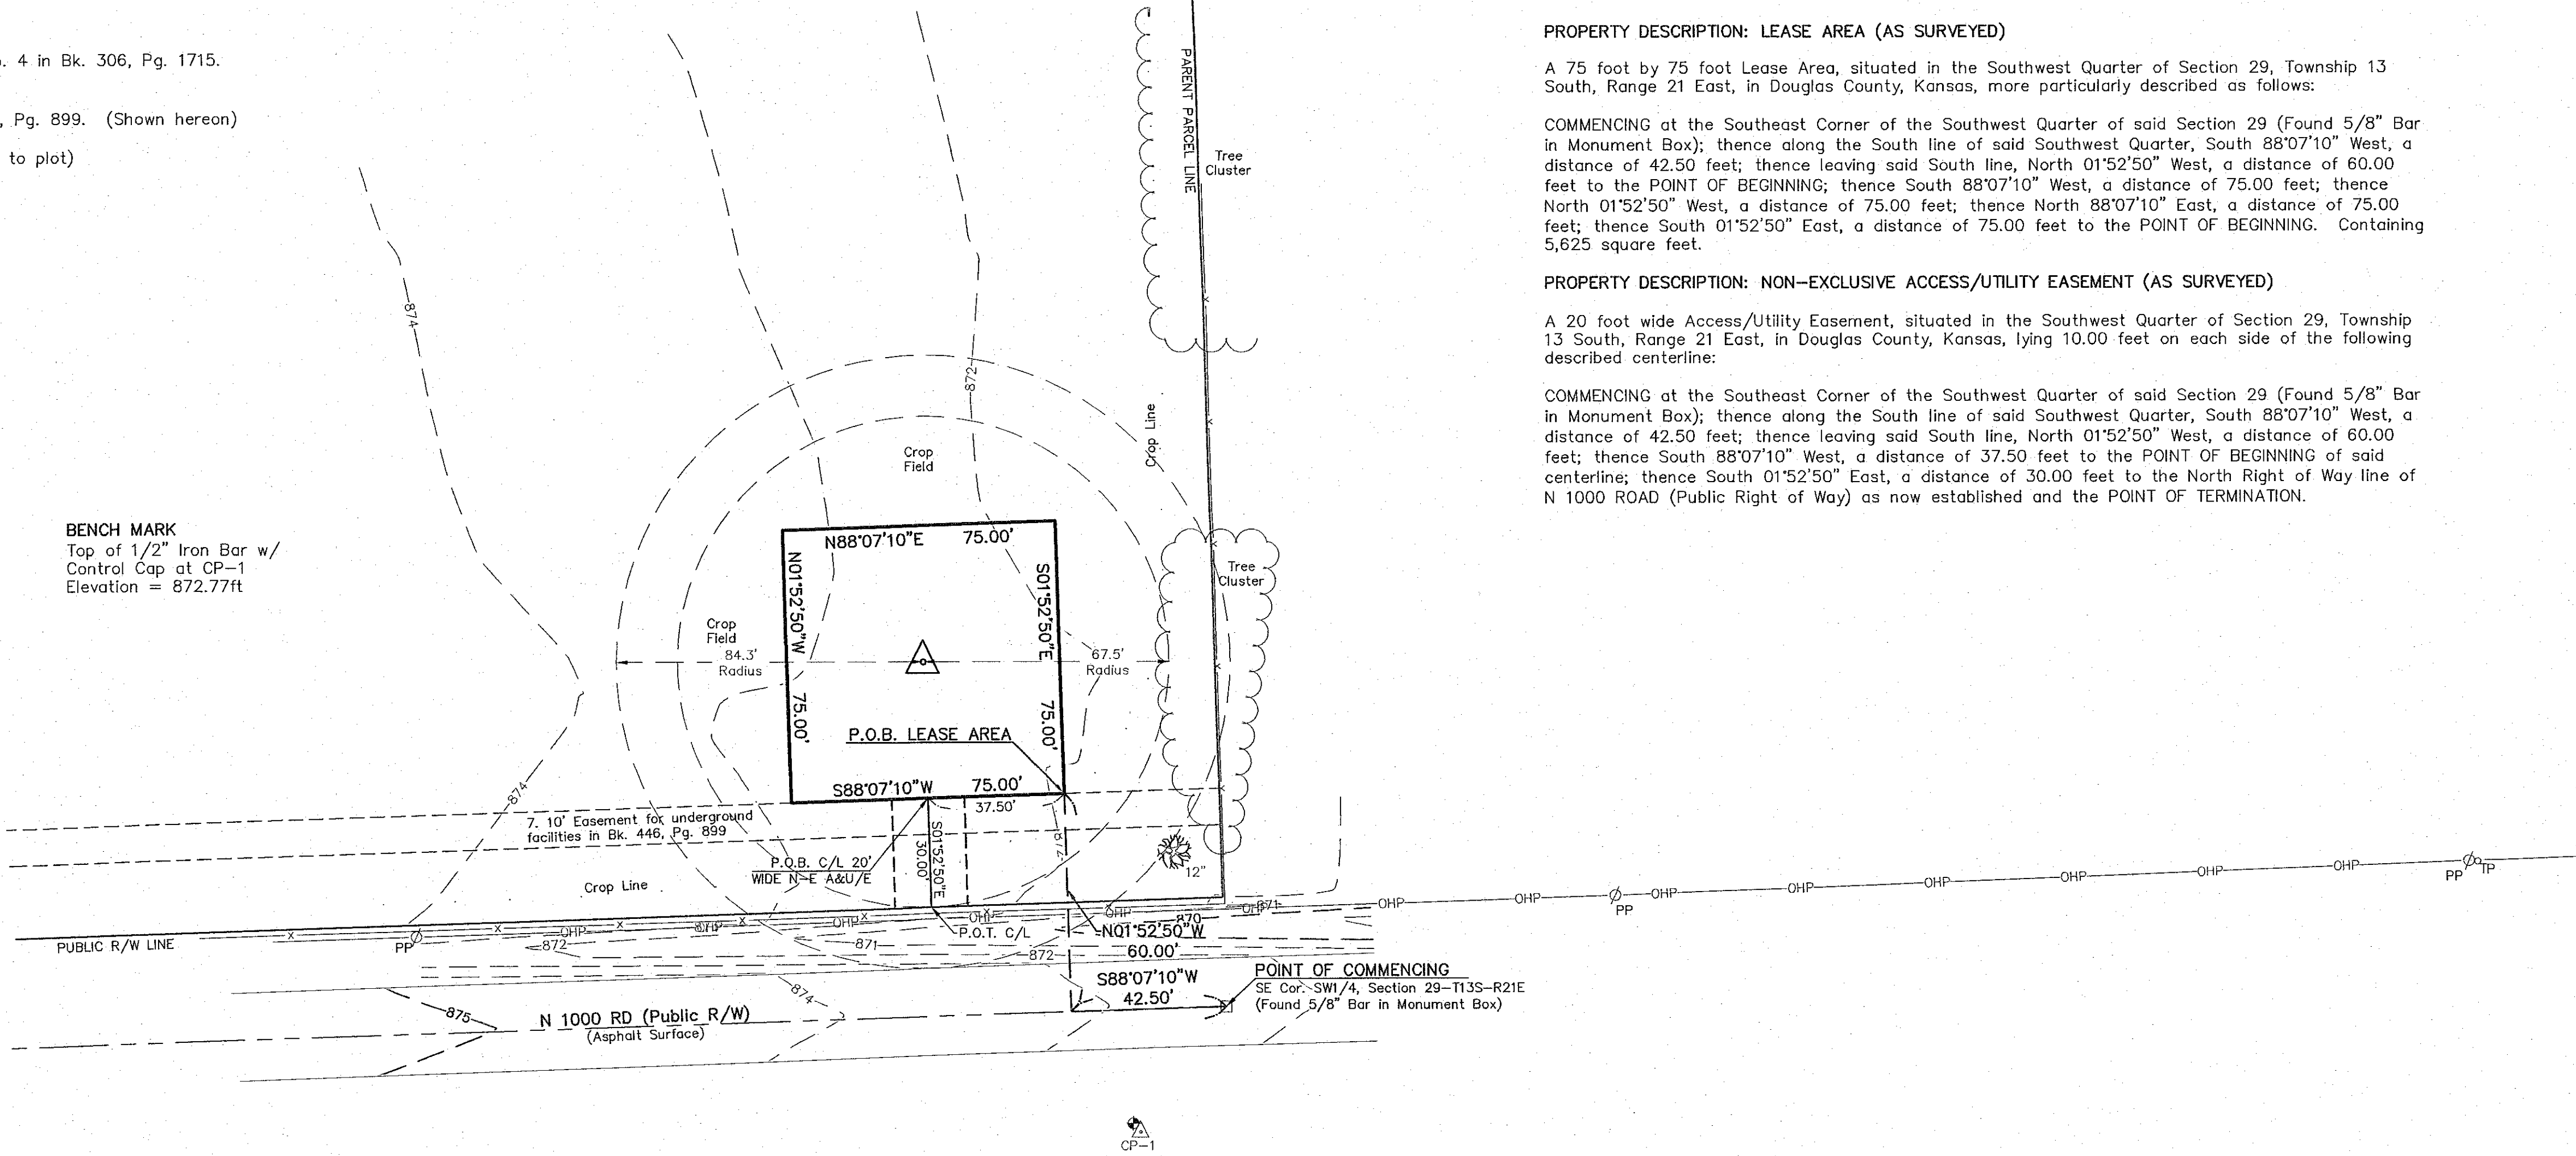 . 4 in Bk. 306, Pg. 1715.
, Pg. 899. (Shown hereon)
to plot)
BENCH MARK
Top of 1/2" Iron Bar w/
Control Cap at CP-1
Elevation = 872.77ft
PARENT PARCEL LINE
Tree
Cluster
874
872
Crop Line
Crop
Field
N88°07'10"E 75.00'
N01°52'50"W
75.00'
S01°52'50"E
75.00'
Tree
Cluster
Crop
Field
84.3'
Radius
67.5'
Radius
P.O.B. LEASE AREA
S88°07'10"W 75.00'
37.50'
874
7. 10' Easement for underground
facilities in Bk. 446, Pg. 899
S01°52'50"E
30.00'
872
P.O.B. C/L 20'
WIDE N-E A&U/E
12"
Crop Line
PUBLIC R/W LINE
PP
OHP
OHP
OHP
OHP
OHP
OHP
871
OHP
OHP
PP
OHP
OHP
OHP
OHP
OHP
OHP
PP
TP
872
871
870
872
P.O.T. C/L
N01°52'50"W
60.00'
S88°07'10"W
42.50'
POINT OF COMMENCING
SE Cor. SW1/4, Section 29-T13S-R21E
(Found 5/8" Bar in Monument Box)
874
875
N 1000 RD (Public R/W)
(Asphalt Surface)
CP-1
PROPERTY DESCRIPTION: LEASE AREA (AS SURVEYED)
A 75 foot by 75 foot Lease Area, situated in the Southwest Quarter of Section 29, Township 13
South, Range 21 East, in Douglas County, Kansas, more particularly described as follows:
COMMENCING at the Southeast Corner of the Southwest Quarter of said Section 29 (Found 5/8" Bar
in Monument Box); thence along the South line of said Southwest Quarter, South 88°07'10" West, a
distance of 42.50 feet; thence leaving said South line, North 01°52'50" West, a distance of 60.00
feet to the POINT OF BEGINNING; thence South 88°07'10" West, a distance of 75.00 feet; thence
North 01°52'50" West, a distance of 75.00 feet; thence North 88°07'10" East, a distance of 75.00
feet; thence South 01°52'50" East, a distance of 75.00 feet to the POINT OF BEGINNING. Containing
5,625 square feet.
PROPERTY DESCRIPTION: NON-EXCLUSIVE ACCESS/UTILITY EASEMENT (AS SURVEYED)
A 20 foot wide Access/Utility Easement, situated in the Southwest Quarter of Section 29, Township
13 South, Range 21 East, in Douglas County, Kansas, lying 10.00 feet on each side of the following
described centerline:
COMMENCING at the Southeast Corner of the Southwest Quarter of said Section 29 (Found 5/8" Bar
in Monument Box); thence along the South line of said Southwest Quarter, South 88°07'10" West, a
distance of 42.50 feet; thence leaving said South line, North 01°52'50" West, a distance of 60.00
feet; thence South 88°07'10" West, a distance of 37.50 feet to the POINT OF BEGINNING of said
centerline; thence South 01°52'50" East, a distance of 30.00 feet to the North Right of Way line of
N 1000 ROAD (Public Right of Way) as now established and the POINT OF TERMINATION.